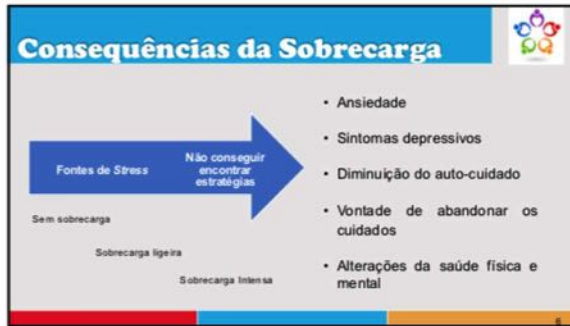 Consequências da Sobrecarga
Fontes de Stress
Não conseguir
encontrar
estratégias
Sem sobrecarga
Sobrecarga ligeira
Sobrecarga Intensa
• Ansiedade
• Sintomas depressivos
• Diminuição do auto-cuidado
• Vontade de abandonar os
cuidados
• Alterações da saúde física e
mental